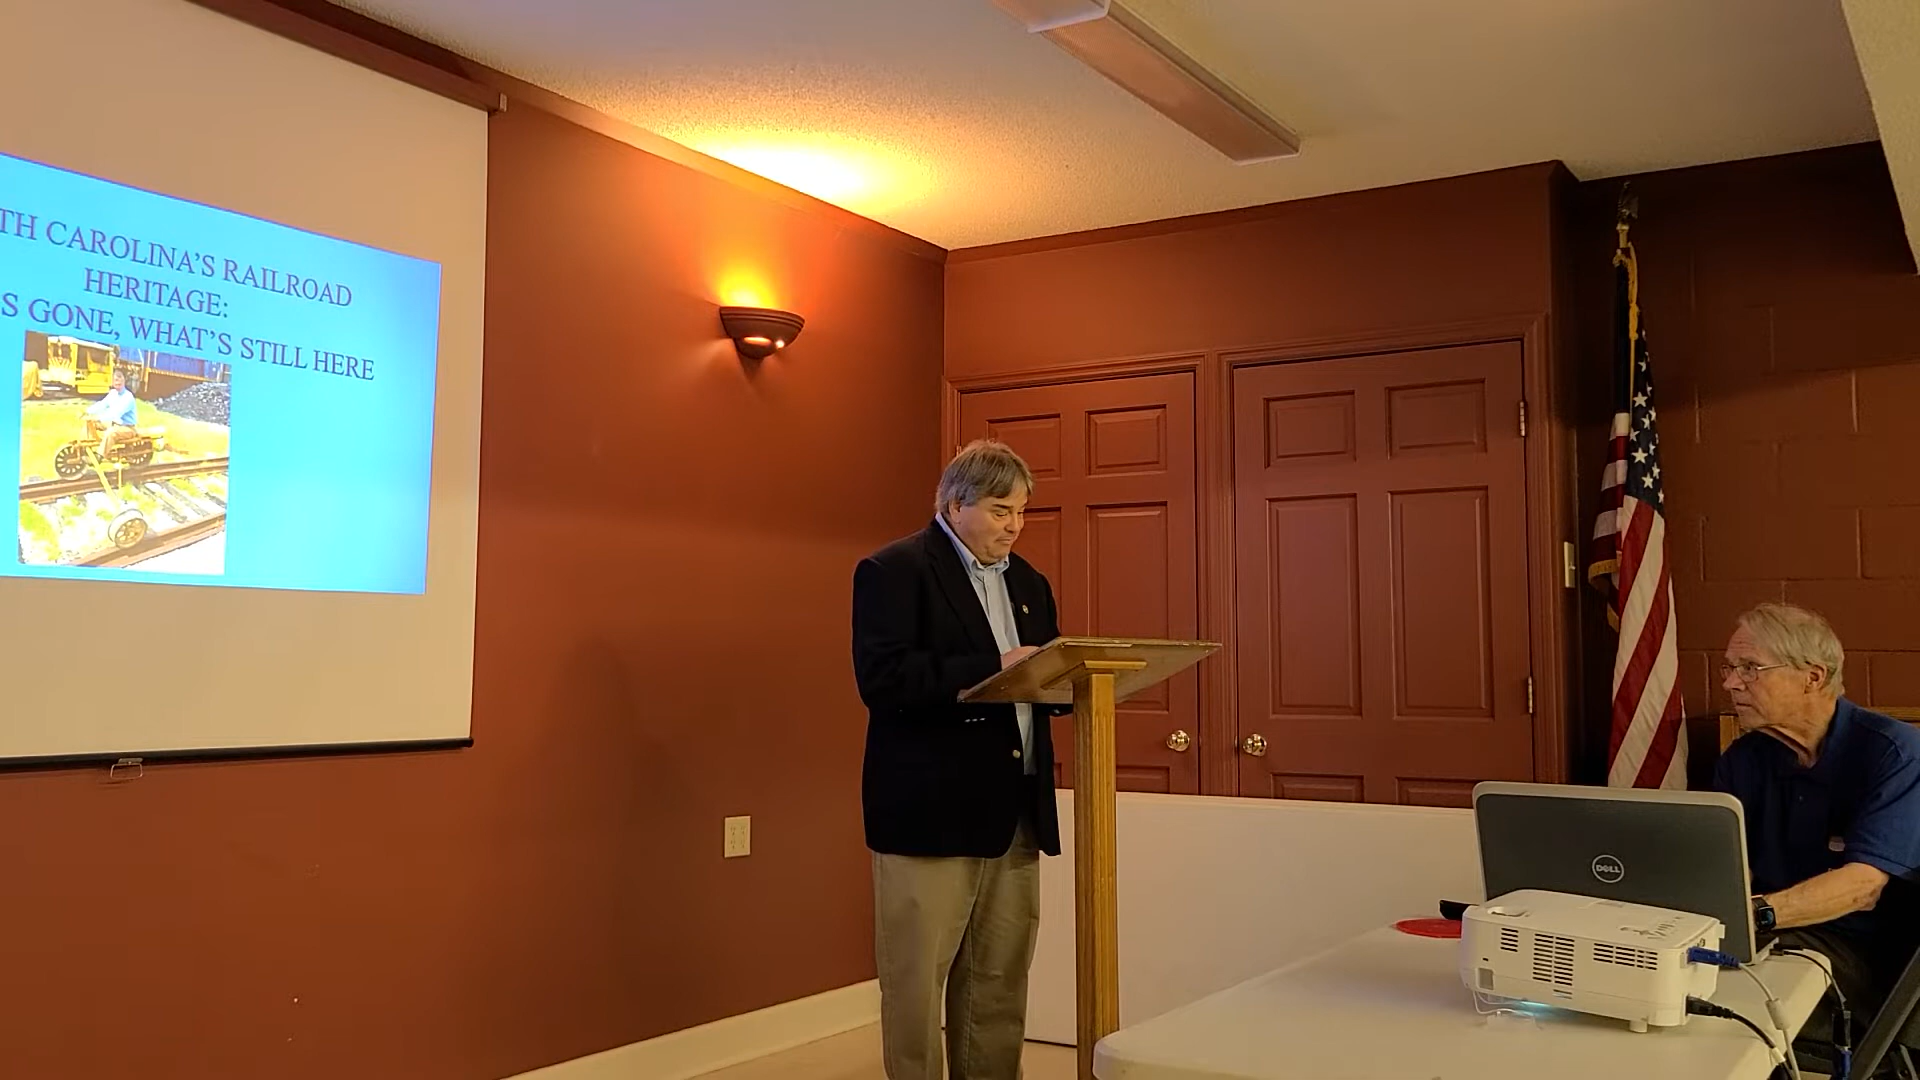 TH CAROLINA'S RAILROAD
HERITAGE:
S GONE, WHAT'S STILL HERE
DELL